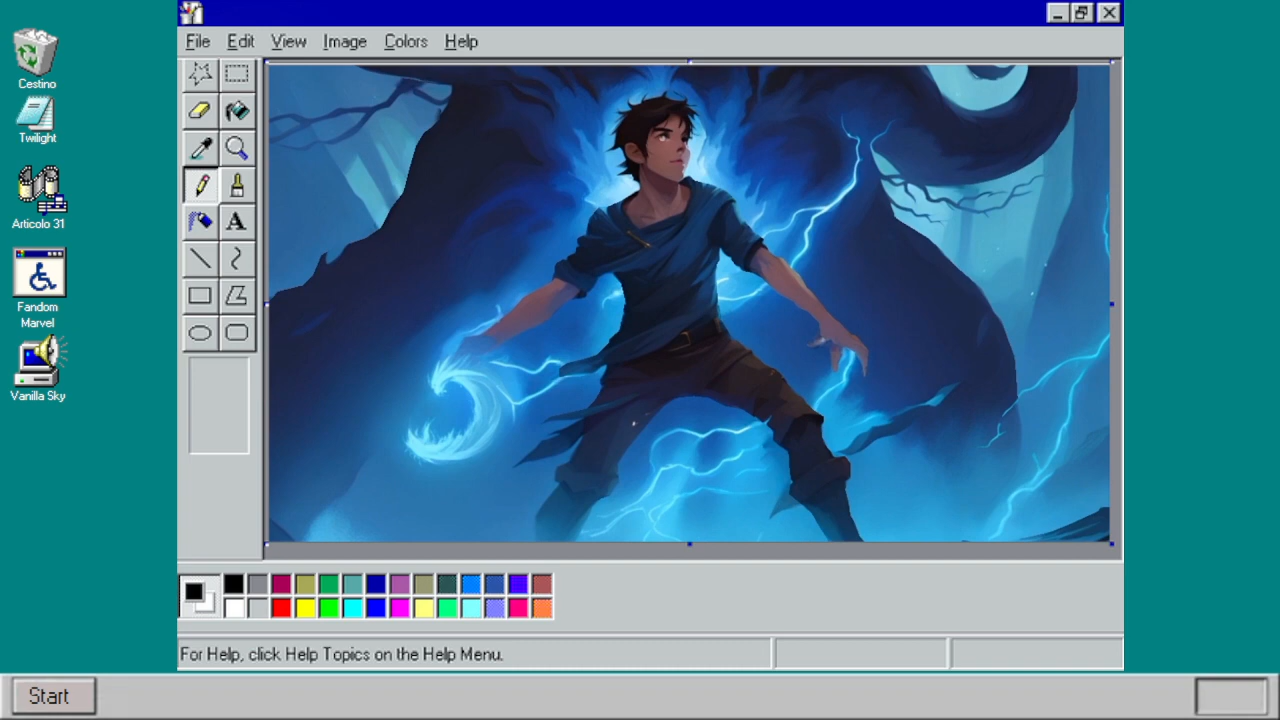 File Edit View Image Colors Help
Cestino
Twilight
Articolo 31
Fandom
Marvel
Vanilla Sky
A
For Help, click Help Topics on the Help Menu.
Start